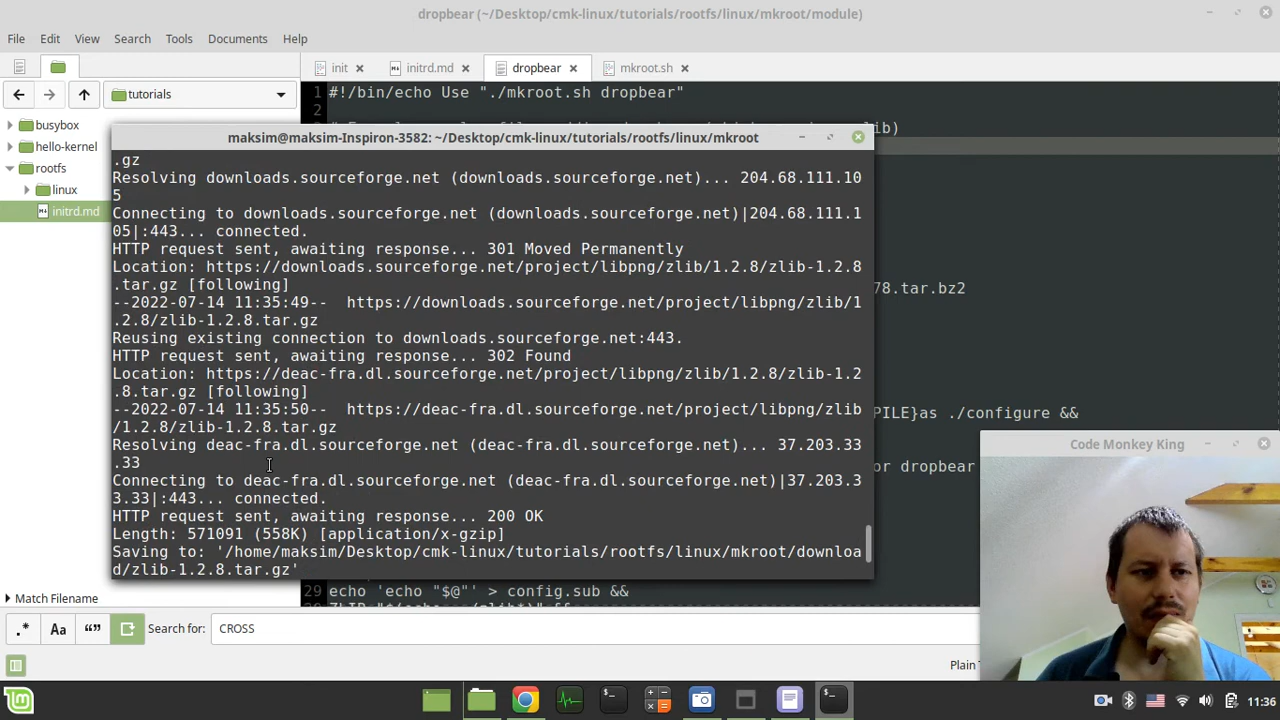 dropbear (~/Desktop/cmk-linux/tutorials/rootfs/linux/mkroot/module)
File Edit View Search Tools Documents Help
init initrd.md dropbear mkroot.sh
tutorials
busybox
hello-kernel
rootfs
linux
initrd.md
1 #!/bin/echo Use "./mkroot.sh dropbear"
2
lib)
78.tar.bz2
PILE}as ./configure &&
or dropbear
29 echo 'echo "$@"' > config.sub &&
maksim@maksim-Inspiron-3582: ~/Desktop/cmk-linux/tutorials/rootfs/linux/mkroot
.gz
Resolving downloads.sourceforge.net (downloads.sourceforge.net)... 204.68.111.10
5
Connecting to downloads.sourceforge.net (downloads.sourceforge.net)|204.68.111.1
05|:443... connected.
HTTP request sent, awaiting response... 301 Moved Permanently
Location: https://downloads.sourceforge.net/project/libpng/zlib/1.2.8/zlib-1.2.8
.tar.gz [following]
--2022-07-14 11:35:49-- https://downloads.sourceforge.net/project/libpng/zlib/1
.2.8/zlib-1.2.8.tar.gz
Reusing existing connection to downloads.sourceforge.net:443.
HTTP request sent, awaiting response... 302 Found
Location: https://deac-fra.dl.sourceforge.net/project/libpng/zlib/1.2.8/zlib-1.2
.8.tar.gz [following]
--2022-07-14 11:35:50-- https://deac-fra.dl.sourceforge.net/project/libpng/zlib
/1.2.8/zlib-1.2.8.tar.gz
Resolving deac-fra.dl.sourceforge.net (deac-fra.dl.sourceforge.net)... 37.203.33
.33
Connecting to deac-fra.dl.sourceforge.net (deac-fra.dl.sourceforge.net)|37.203.3
3.33|:443... connected.
HTTP request sent, awaiting response... 200 OK
Length: 571091 (558K) [application/x-gzip]
Saving to: '/home/maksim/Desktop/cmk-linux/tutorials/rootfs/linux/mkroot/downloa
d/zlib-1.2.8.tar.gz'
Code Monkey King
Match Filename
.* Aa “” Search for: CROSS
Plain
11:36